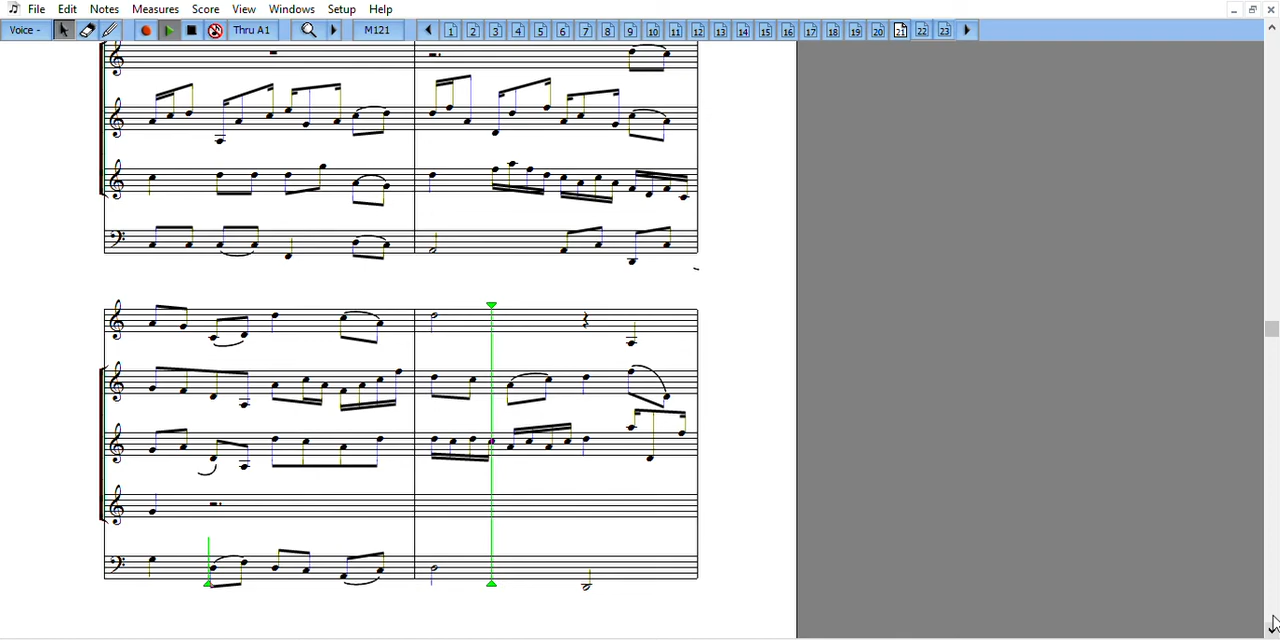 File Edit Notes Measures Score View Windows Setup Help
Voice - Thru A1 M121 1 2 3 4 5 6 7 8 9 10 11 12 13 14 15 16 17 18 19 20 21 22 23